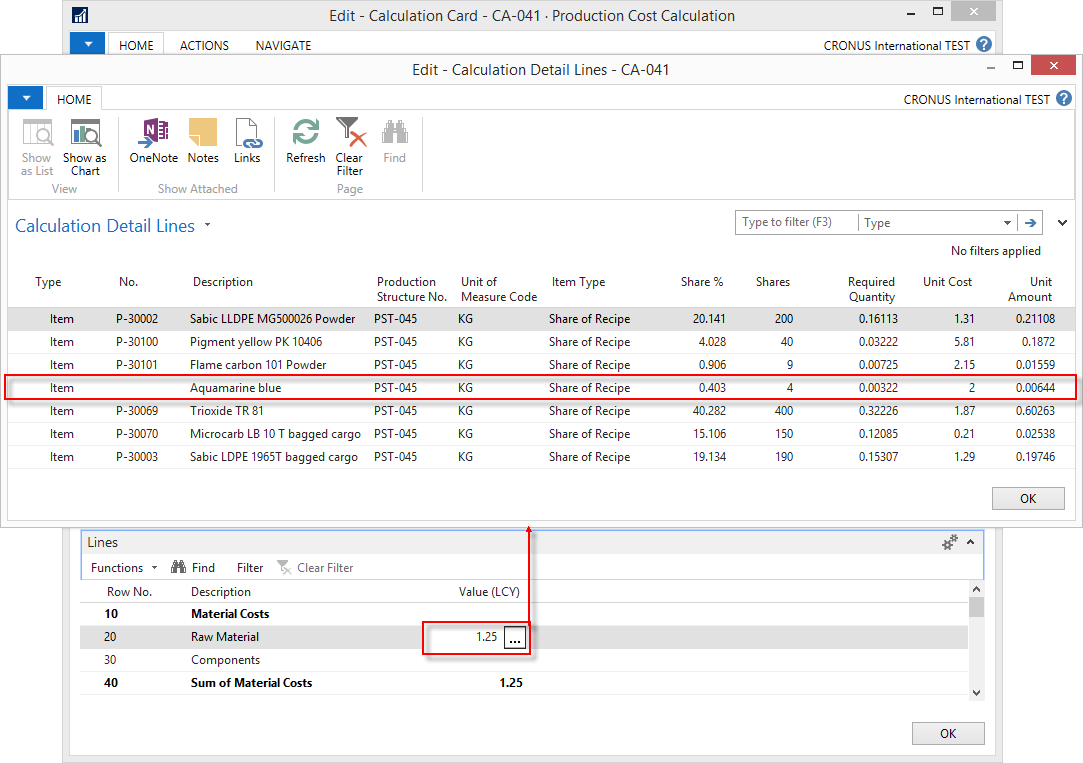 Edit - Calculation Card - CA-041 · Production Cost Calculation
HOME ACTIONS NAVIGATE CRONUS International TEST ?
Edit - Calculation Detail Lines - CA-041
HOME CRONUS International TEST ?
Show as List
Show as Chart
OneNote
Notes
Links
Refresh
Clear Filter
Find
View
Show Attached
Page
Calculation Detail Lines
Type to filter (F3) Type
No filters applied
Type No. Description Production Structure No. Unit of Measure Code Item Type Share % Shares Required Quantity Unit Cost Unit Amount
Item P-30002 Sabic LLDPE MG500026 Powder PST-045 KG Share of Recipe 20.141 200 0.16113 1.31 0.21108
Item P-30100 Pigment yellow PK 10406 PST-045 KG Share of Recipe 4.028 40 0.03222 5.81 0.1872
Item P-30101 Flame carbon 101 Powder PST-045 KG Share of Recipe 0.906 9 0.00725 2.15 0.01559
Item Aquamarine blue PST-045 KG Share of Recipe 0.403 4 0.00322 2 0.00644
Item P-30069 Trioxide TR 81 PST-045 KG Share of Recipe 40.282 400 0.32226 1.87 0.60263
Item P-30070 Microcarb LB 10 T bagged cargo PST-045 KG Share of Recipe 15.106 150 0.12085 0.21 0.02538
Item P-30003 Sabic LDPE 1965T bagged cargo PST-045 KG Share of Recipe 19.134 190 0.15307 1.29 0.19746
OK
Lines
Functions Find Filter Clear Filter
Row No. Description Value (LCY)
10 Material Costs
20 Raw Material 1.25 ...
30 Components
40 Sum of Material Costs 1.25
OK